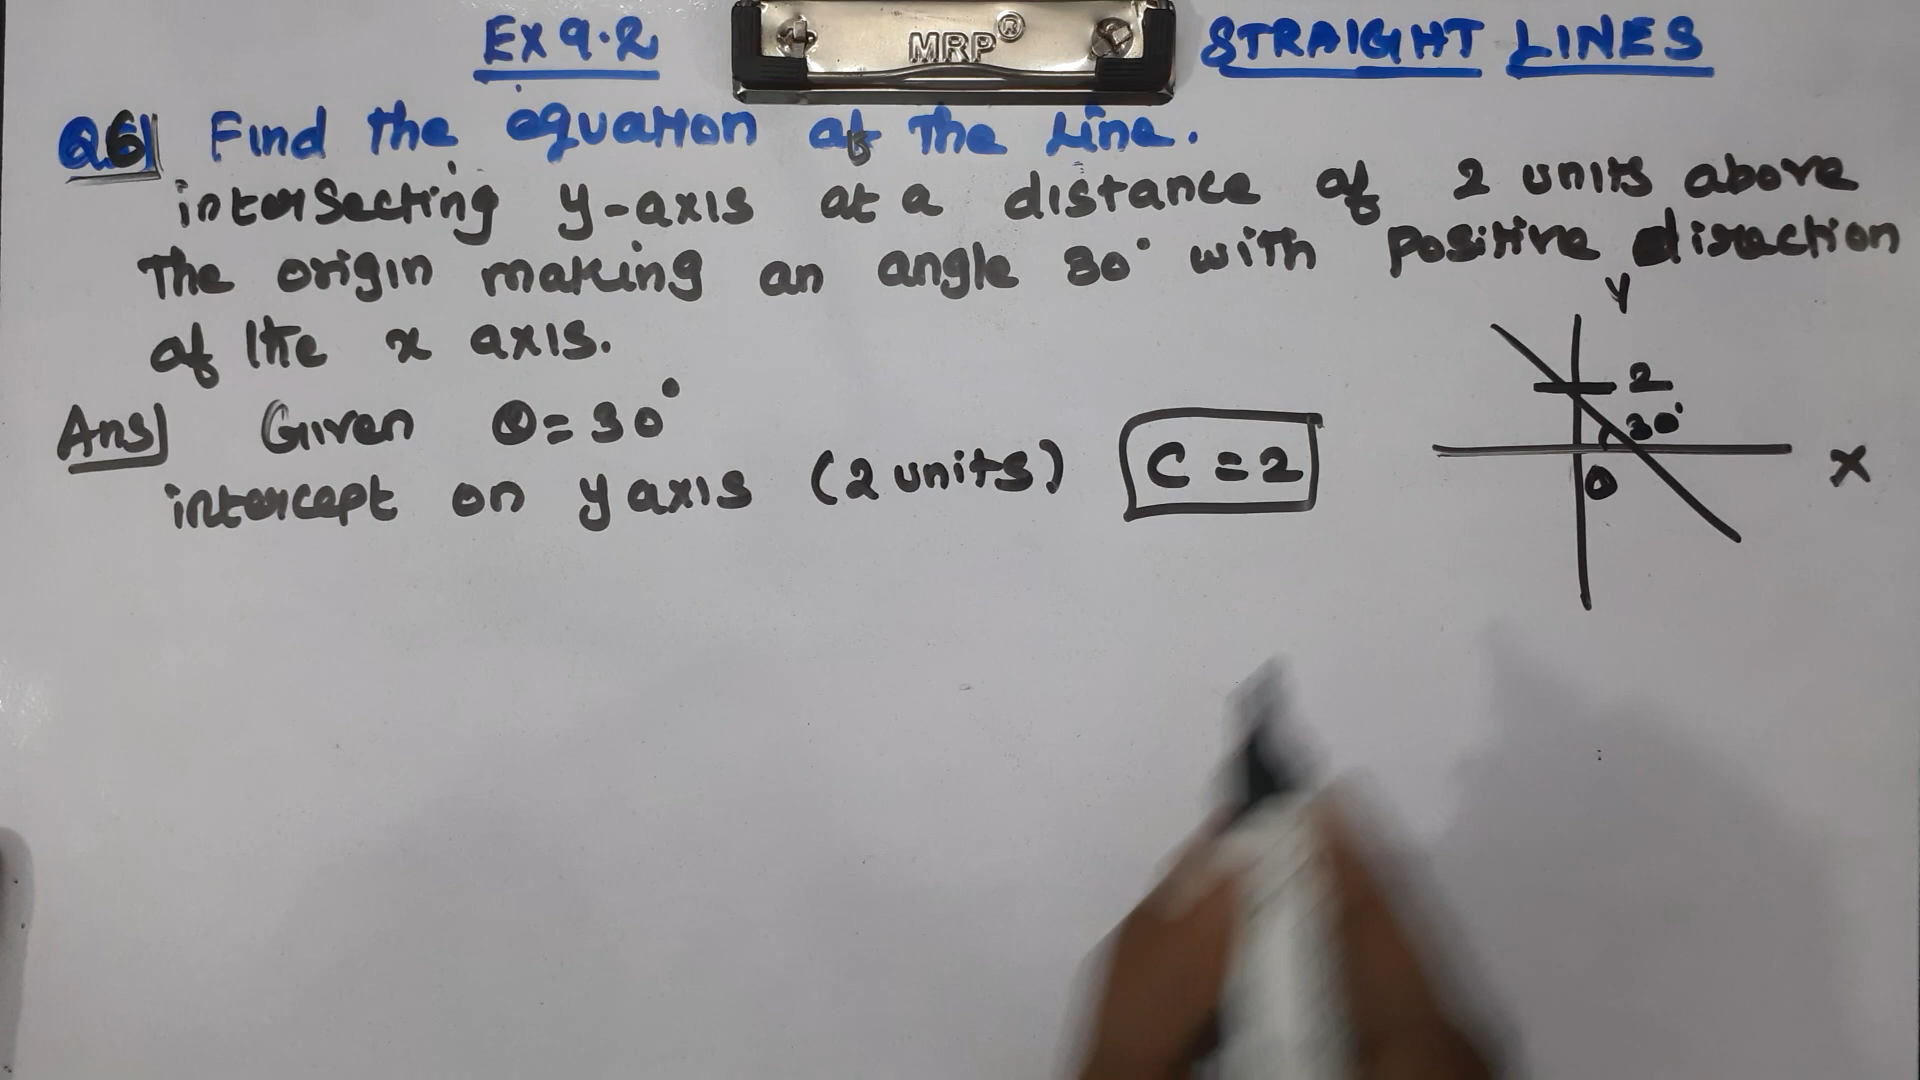 EX 9.2
MRP®
STRAIGHT LINES
Q.6) Find the equation of the Line.
intersecting y-axis at a distance of 2 units above
The origin making an angle 30° with positive direction
of the x axis.
Ans) Given θ = 30°
intercept on y axis (2 units) C = 2
Y
2
30°
X
O